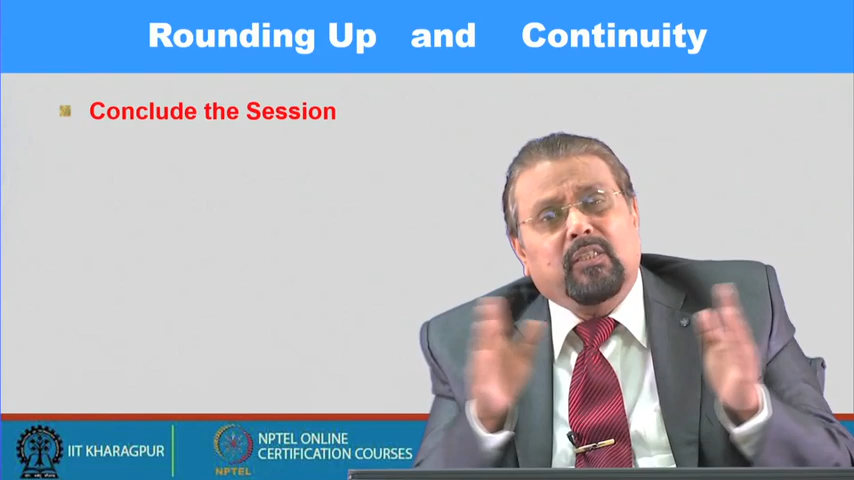 Rounding Up and Continuity
Conclude the Session
IIT KHARAGPUR
NPTEL
NPTEL ONLINE
CERTIFICATION COURSES